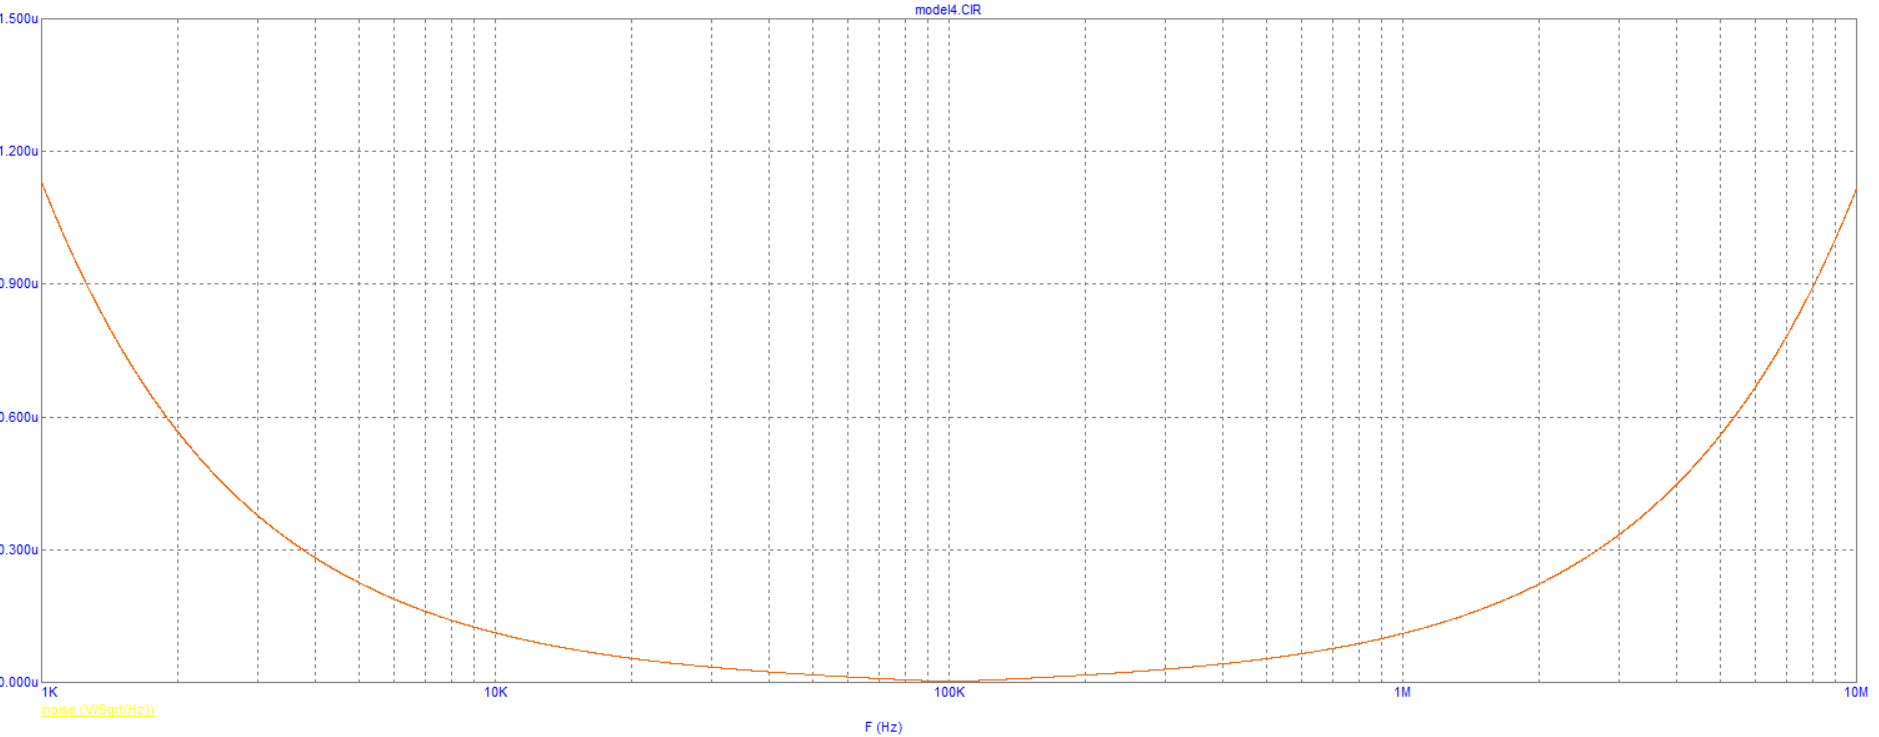 model4.CIR
1.500u
1.200u
0.900u
0.600u
0.300u
0.000u
1K 10K 100K 1M 10M
inoise (V/Sqrt(Hz))
F (Hz)